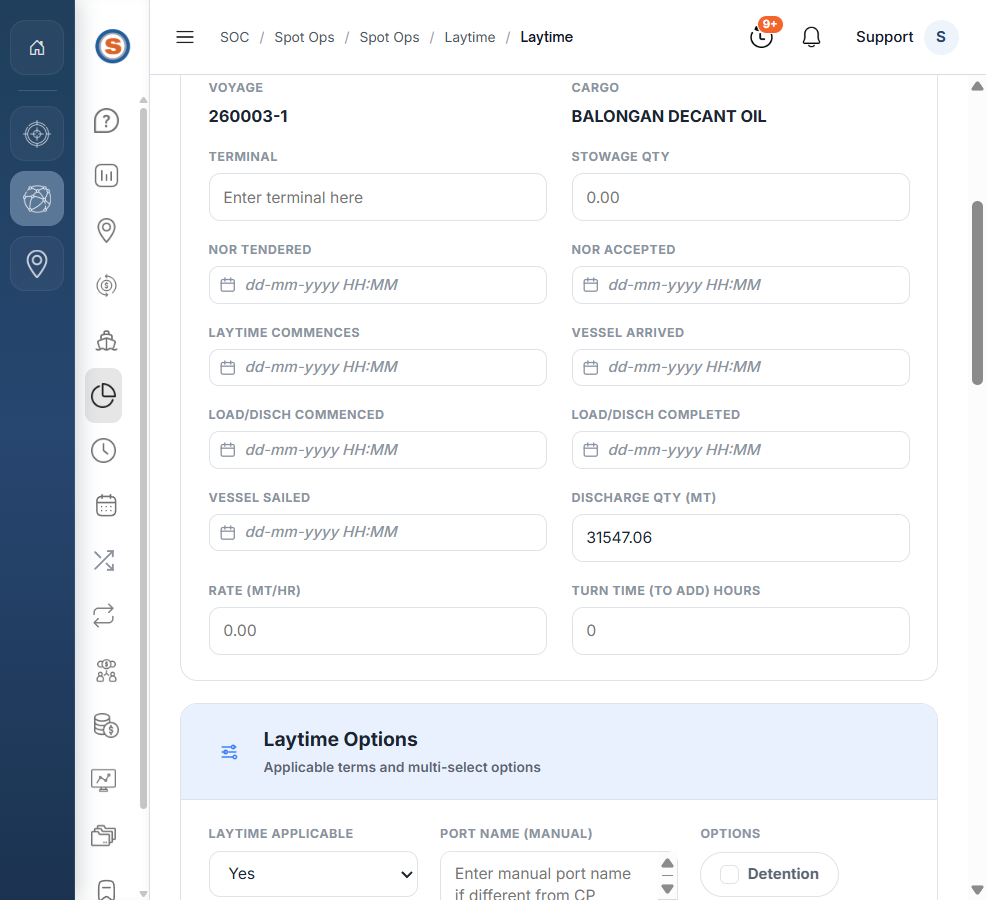 S
SOC / Spot Ops / Spot Ops / Laytime / Laytime
9+
Support S
VOYAGE CARGO
260003-1 BALONGAN DECANT OIL
TERMINAL STOWAGE QTY
Enter terminal here 0.00
NOR TENDERED NOR ACCEPTED
dd-mm-yyyy HH:MM dd-mm-yyyy HH:MM
LAYTIME COMMENCES VESSEL ARRIVED
dd-mm-yyyy HH:MM dd-mm-yyyy HH:MM
LOAD/DISCH COMMENCED LOAD/DISCH COMPLETED
dd-mm-yyyy HH:MM dd-mm-yyyy HH:MM
VESSEL SAILED DISCHARGE QTY (MT)
dd-mm-yyyy HH:MM 31547.06
RATE (MT/HR) TURN TIME (TO ADD) HOURS
0.00 0
Laytime Options
Applicable terms and multi-select options
LAYTIME APPLICABLE PORT NAME (MANUAL) OPTIONS
Yes Enter manual port name Detention
if different from CP